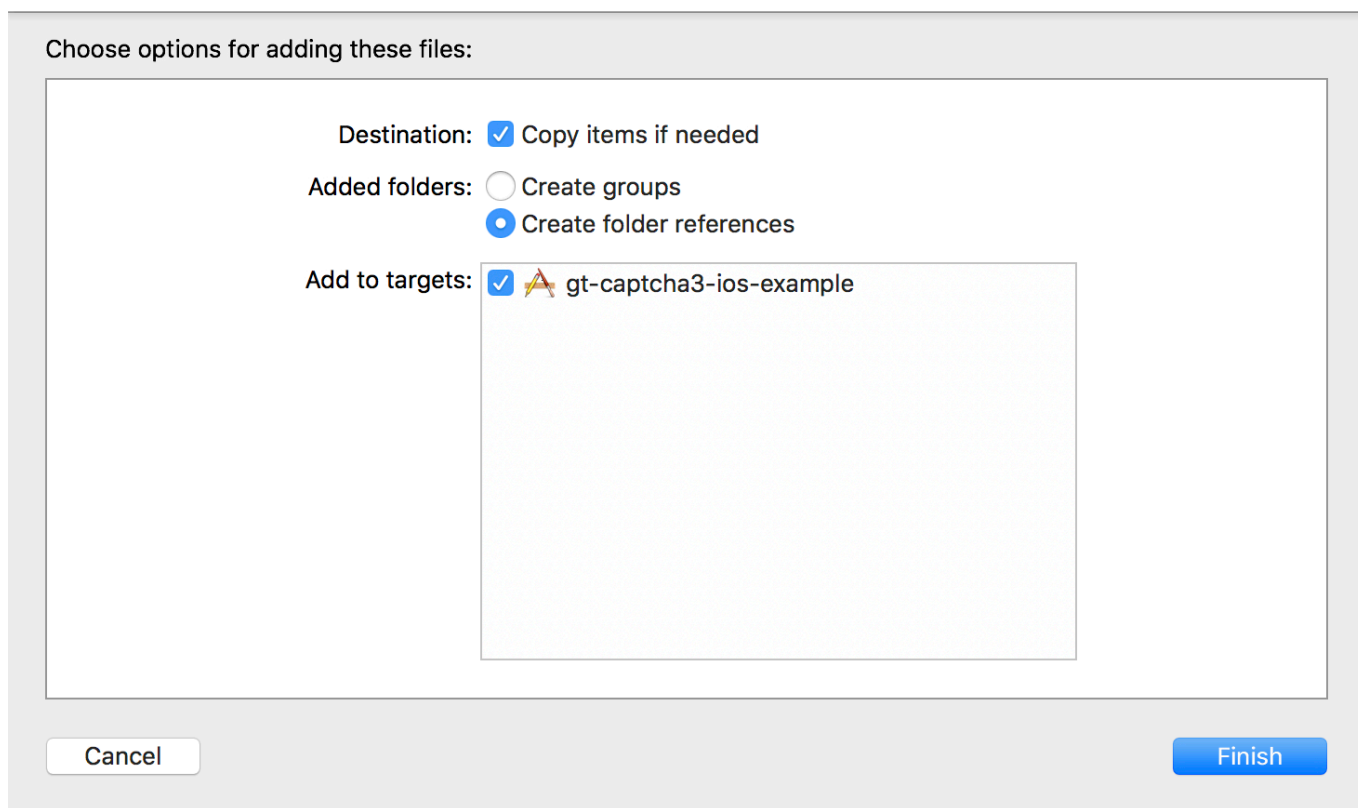 Choose options for adding these files:
Destination: Copy items if needed
Added folders: Create groups
Create folder references
Add to targets: gt-captcha3-ios-example
Cancel Finish